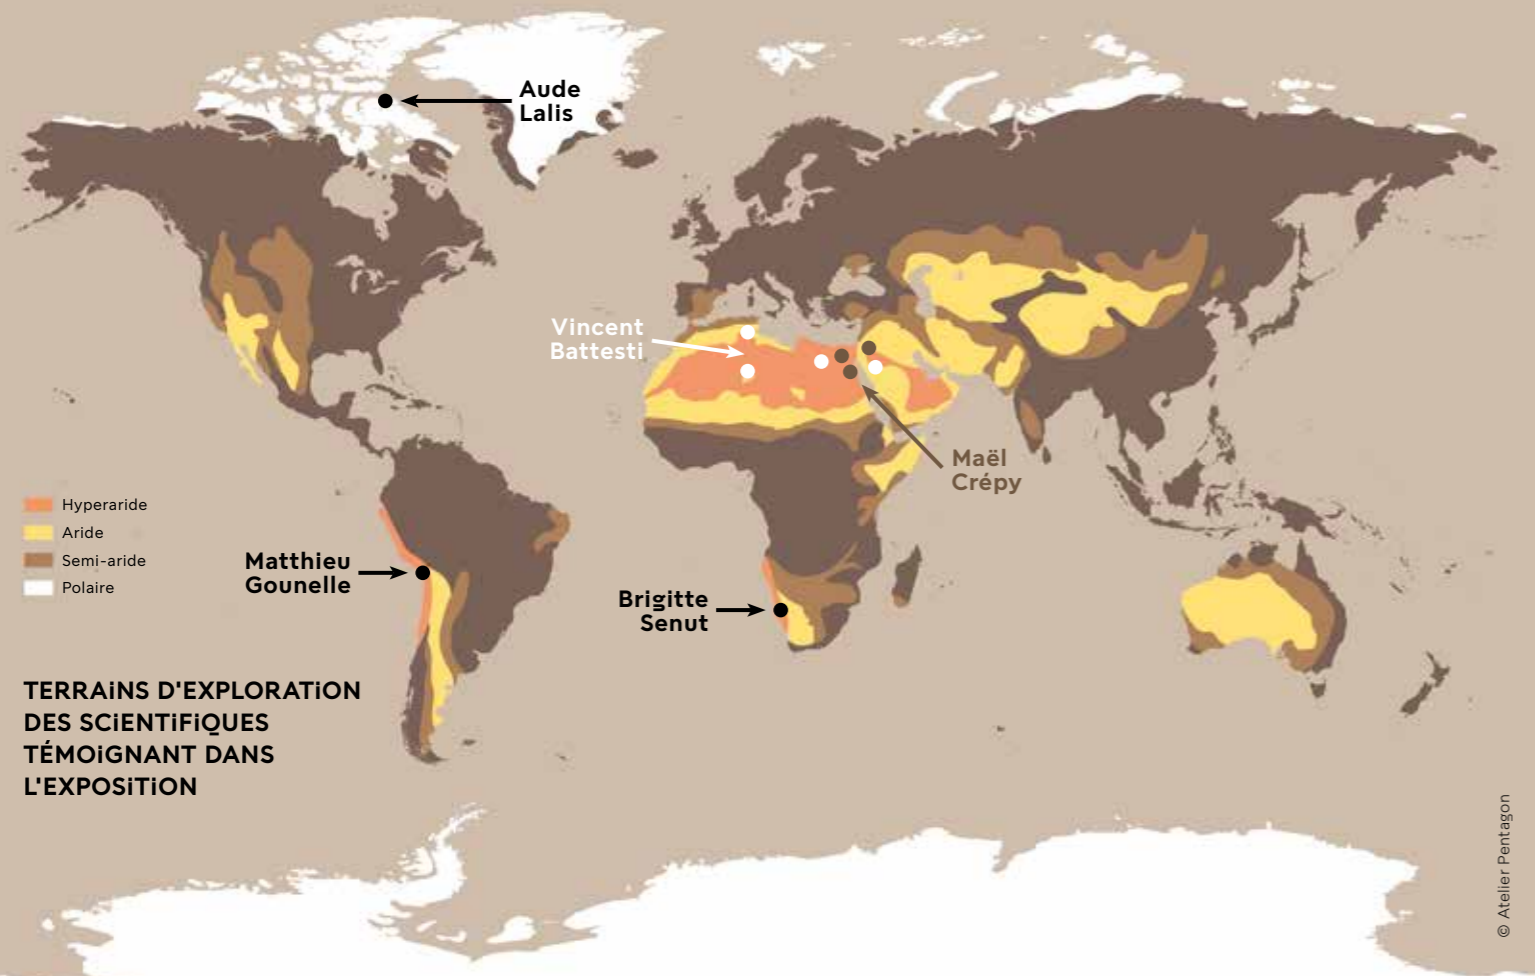 Aude
Lalis
Vincent
Battesti
Maël
Crépy
Hyperaride
Aride
Semi-aride
Polaire
Matthieu
Gounelle
Brigitte
Senut
TERRAiNS D'EXPLORATiON
DES SCiENTiFiQUES
TÉMOiGNANT DANS
L'EXPOSiTiON
© Atelier Pentagon